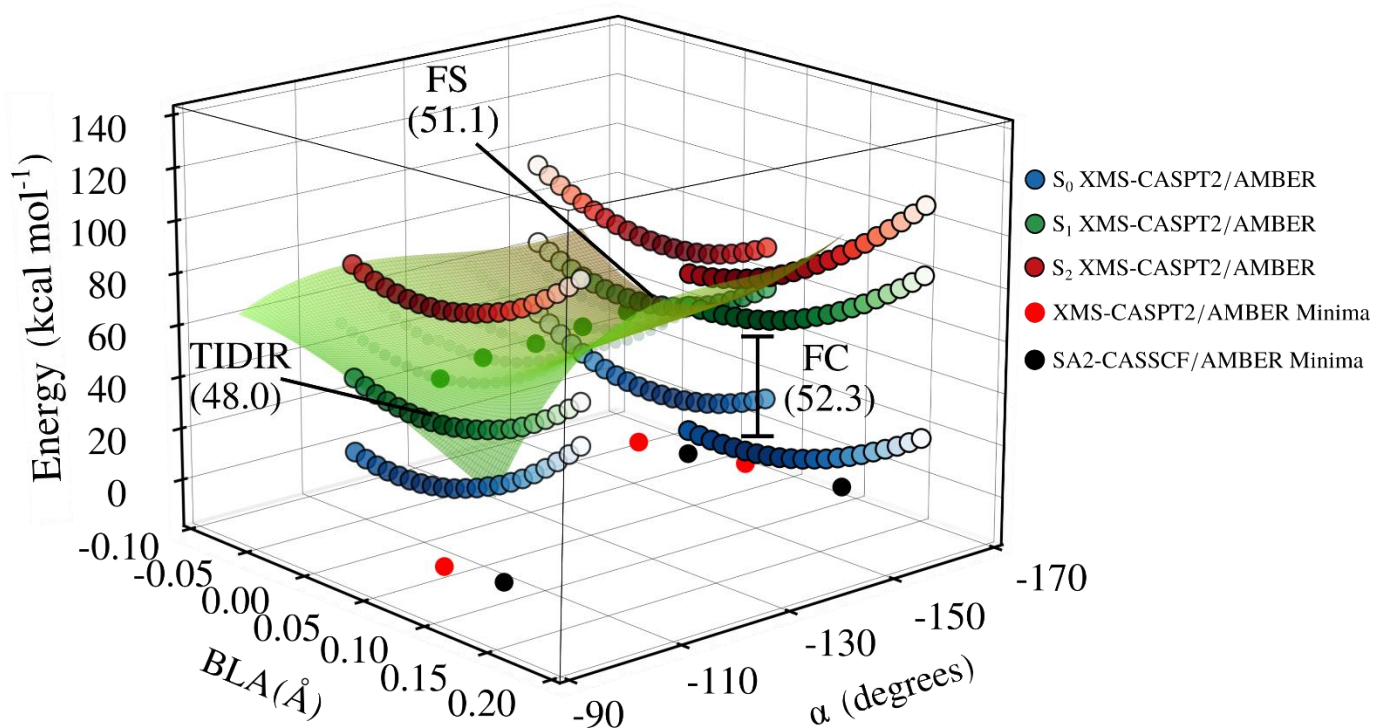 FS
(51.1)
140
120
100
80
60
40
20
0
Energy (kcal mol⁻¹)
TIDIR
(48.0)
FC
(52.3)
S₀ XMS-CASPT2/AMBER
S₁ XMS-CASPT2/AMBER
S₂ XMS-CASPT2/AMBER
XMS-CASPT2/AMBER Minima
SA2-CASSCF/AMBER Minima
-0.10
-0.05
0.00
0.05
0.10
0.15
0.20
BLA(Å)
-90
-110
-130
-150
-170
α (degrees)